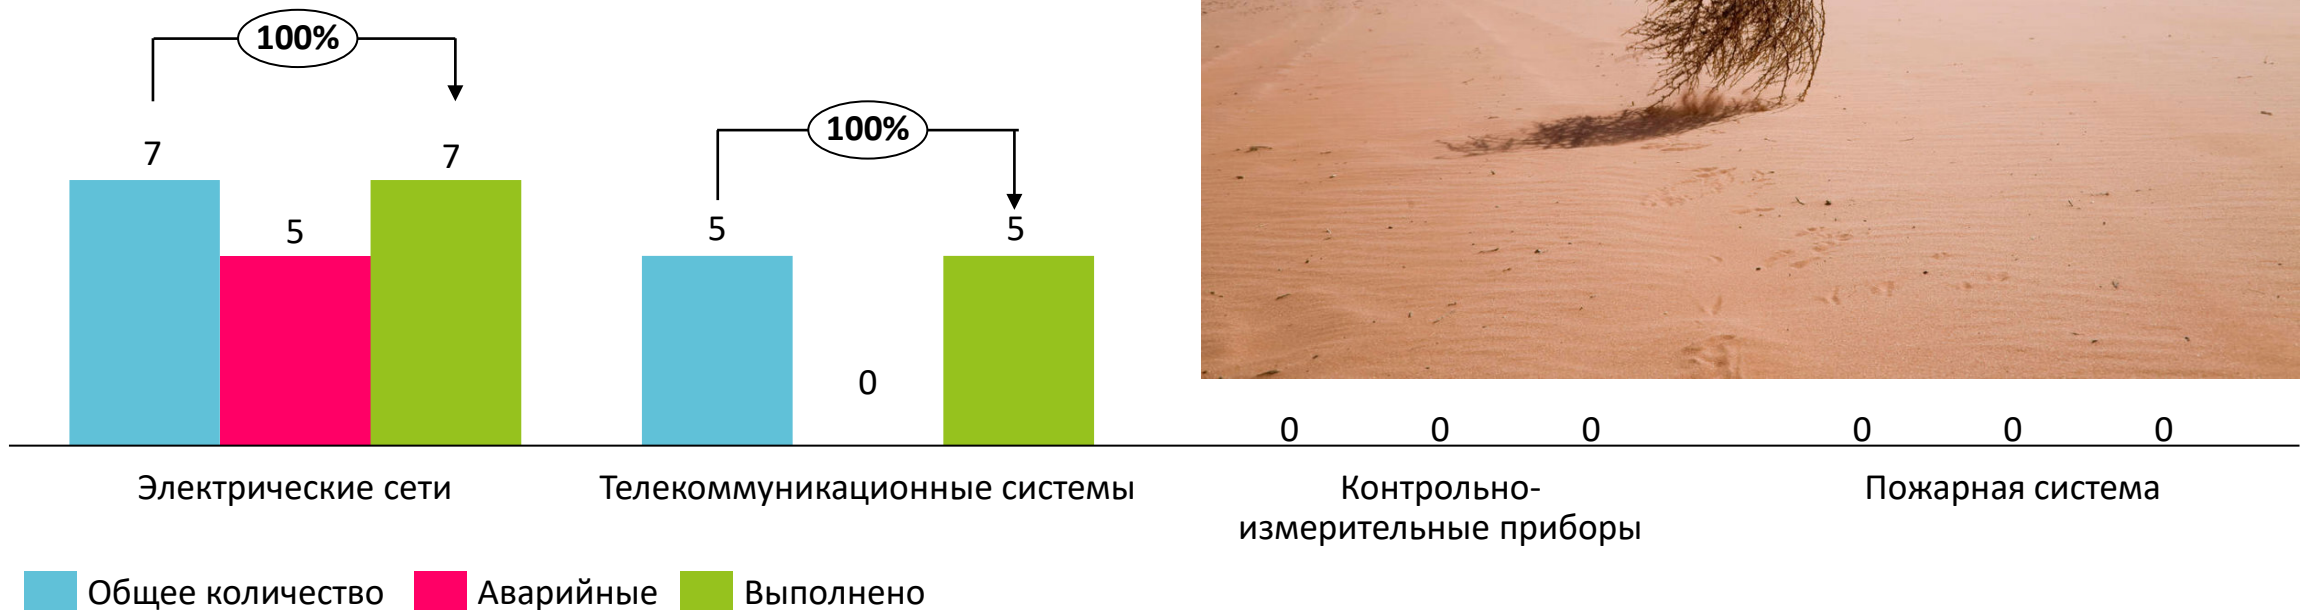 100%
100%
7
5
7
5
0
5
0
0
0
0
0
0
Электрические сети
Телекоммуникационные системы
Контрольно-
измерительные приборы
Пожарная система
Общее количество
Аварийные
Выполнено